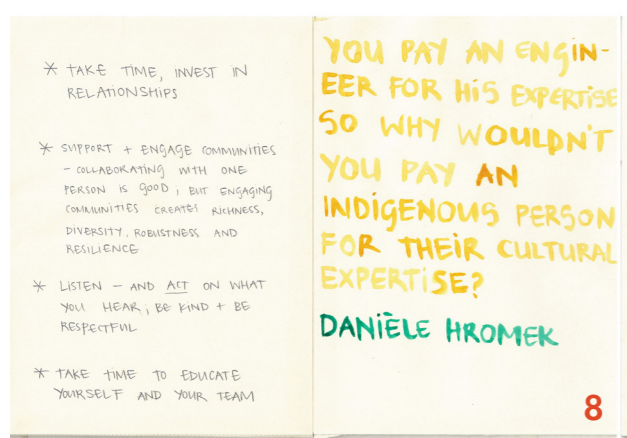 * TAKE TIME, INVEST IN
RELATIONSHIPS
* SUPPORT + ENGAGE COMMUNITIES
- COLLABORATING WITH ONE
PERSON IS GOOD, BUT ENGAGING
COMMUNITIES CREATES RICHNESS,
DIVERSITY, ROBUSTNESS AND
RESILIENCE
* LISTEN - AND ACT ON WHAT
YOU HEAR, BE KIND + BE
RESPECTFUL
* TAKE TIME TO EDUCATE
YOURSELF AND YOUR TEAM
YOU PAY AN ENGIN-
EER FOR HIS EXPERTISE
SO WHY WOULDN'T
YOU PAY AN
INDIGENOUS PERSON
FOR THEIR CULTURAL
EXPERTISE?
DANIÈLE HROMEK
8